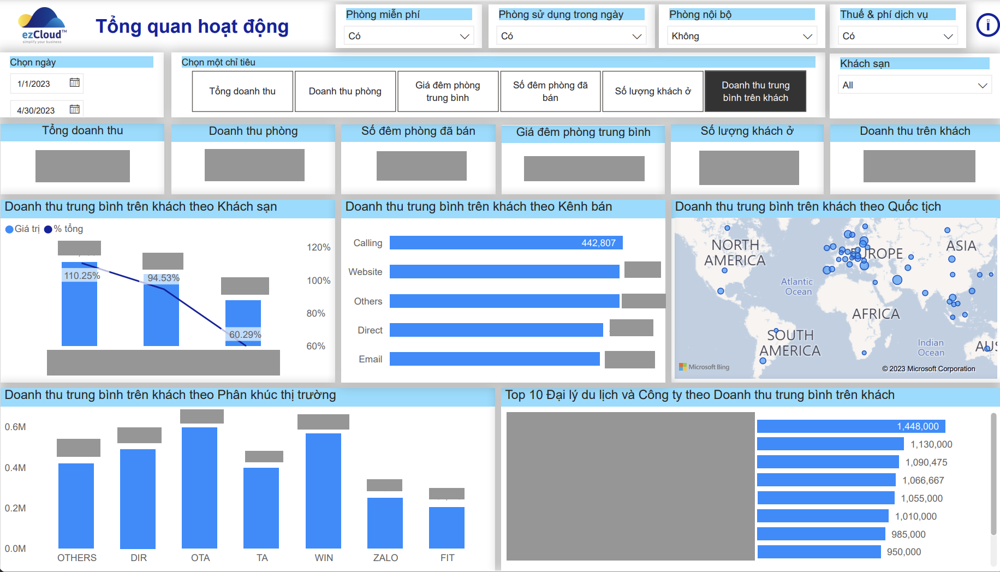 ezCloud™
simplify your business
Tổng quan hoạt động
Phòng miễn phí
Có
Phòng sử dụng trong ngày
Có
Phòng nội bộ
Không
Thuế & phí dịch vụ
Có
Chọn ngày
1/1/2023
4/30/2023
Chọn một chỉ tiêu
Tổng doanh thu
Doanh thu phòng
Giá đêm phòng
trung bình
Số đêm phòng đã
bán
Số lượng khách ở
Doanh thu trung
bình trên khách
Khách sạn
All
Tổng doanh thu
Doanh thu phòng
Số đêm phòng đã bán
Giá đêm phòng trung bình
Số lượng khách ở
Doanh thu trên khách
Doanh thu trung bình trên khách theo Khách sạn
Giá trị
% tổng
120%
100%
80%
60%
110.25%
94.53%
60.29%
Doanh thu trung bình trên khách theo Kênh bán
Calling
442,807
Website
Others
Direct
Email
Doanh thu trung bình trên khách theo Quốc tịch
NORTH
AMERICA
EUROPE
ASIA
Atlantic
Ocean
AFRICA
SOUTH
AMERICA
Indian
Ocean
AUS
Microsoft Bing
© 2023 Microsoft Corporation
Doanh thu trung bình trên khách theo Phân khúc thị trường
0.6M
0.4M
0.2M
0.0M
OTHERS
DIR
OTA
TA
WIN
ZALO
FIT
Top 10 Đại lý du lịch và Công ty theo Doanh thu trung bình trên khách
1,448,000
1,130,000
1,090,475
1,066,667
1,055,000
1,010,000
985,000
950,000